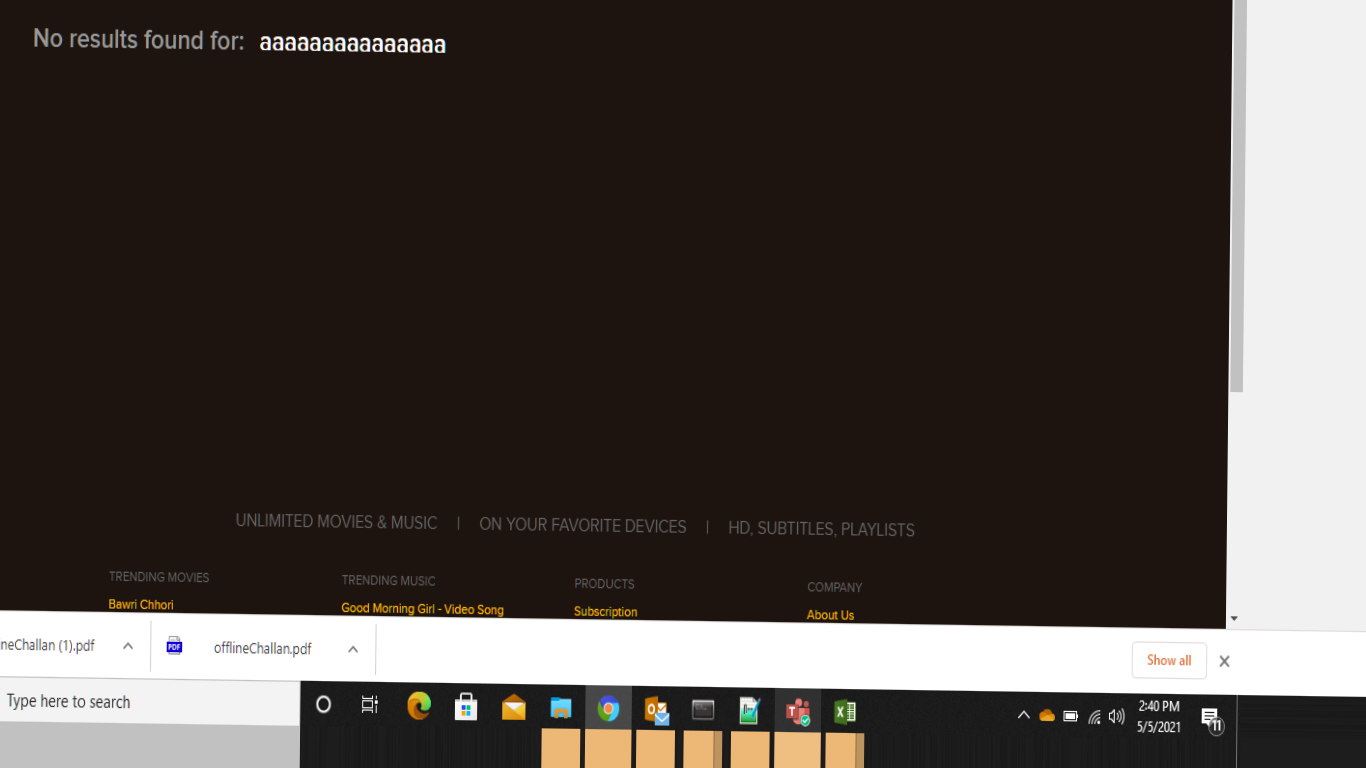 No results found for: aaaaaaaaaaaaaaa
UNLIMITED MOVIES & MUSIC | ON YOUR FAVORITE DEVICES | HD, SUBTITLES, PLAYLISTS
TRENDING MOVIES TRENDING MUSIC PRODUCTS COMPANY
Bawri Chhori Good Morning Girl - Video Song Subscription About Us
ineChallan (1).pdf offlineChallan.pdf Show all
Type here to search
2:40 PM
5/5/2021
11